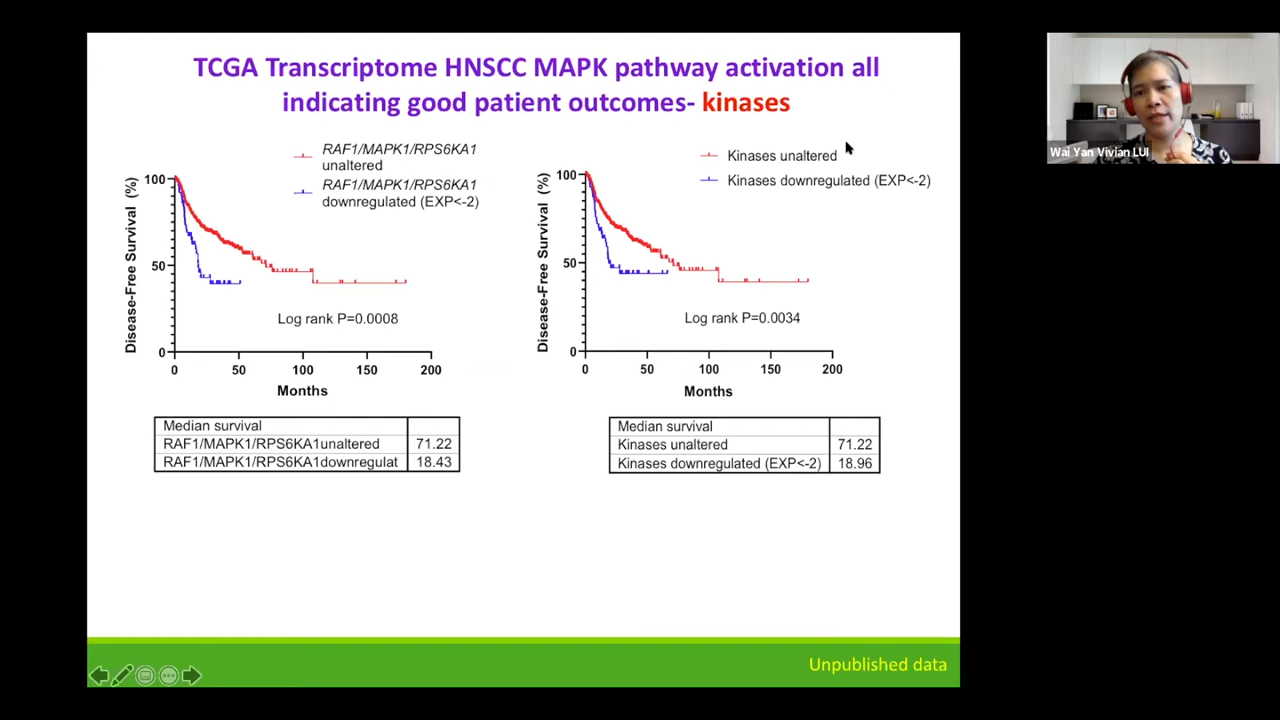 TCGA Transcriptome HNSCC MAPK pathway activation all
indicating good patient outcomes- kinases
RAF1/MAPK1/RPS6KA1
unaltered
RAF1/MAPK1/RPS6KA1
downregulated (EXP<-2)
Disease-Free Survival (%)
100
50
0
Log rank P=0.0008
0 50 100 150 200
Months
Median survival
RAF1/MAPK1/RPS6KA1unaltered 71.22
RAF1/MAPK1/RPS6KA1downregulat 18.43
Kinases unaltered
Kinases downregulated (EXP<-2)
Disease-Free Survival (%)
100
50
0
Log rank P=0.0034
0 50 100 150 200
Months
Median survival
Kinases unaltered 71.22
Kinases downregulated (EXP<-2) 18.96
Unpublished data
Wai Yan Vivian LUI